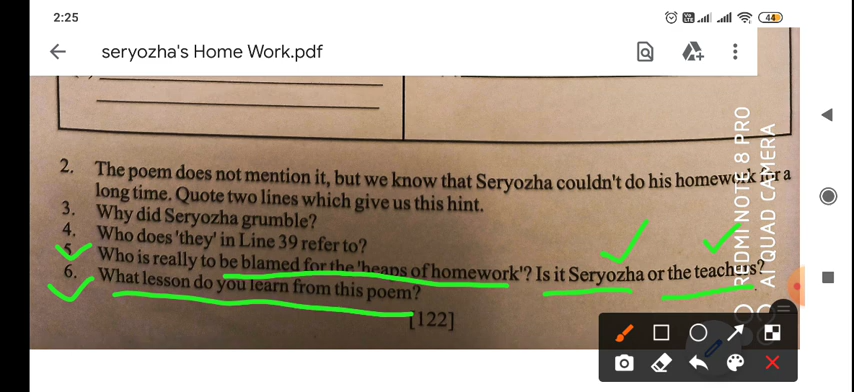 2:25
44
seryozha's Home Work.pdf
2. The poem does not mention it, but we know that Seryozha couldn't do his homework for a
long time. Quote two lines which give us this hint.
3. Why did Seryozha grumble?
4. Who does 'they' in Line 39 refer to?
5. Who is really to be blamed for the 'heaps of homework'? Is it Seryozha or the teachers?
6. What lesson do you learn from this poem?
[122]
REDMI NOTE 8 PRO
AI QUAD CAMERA